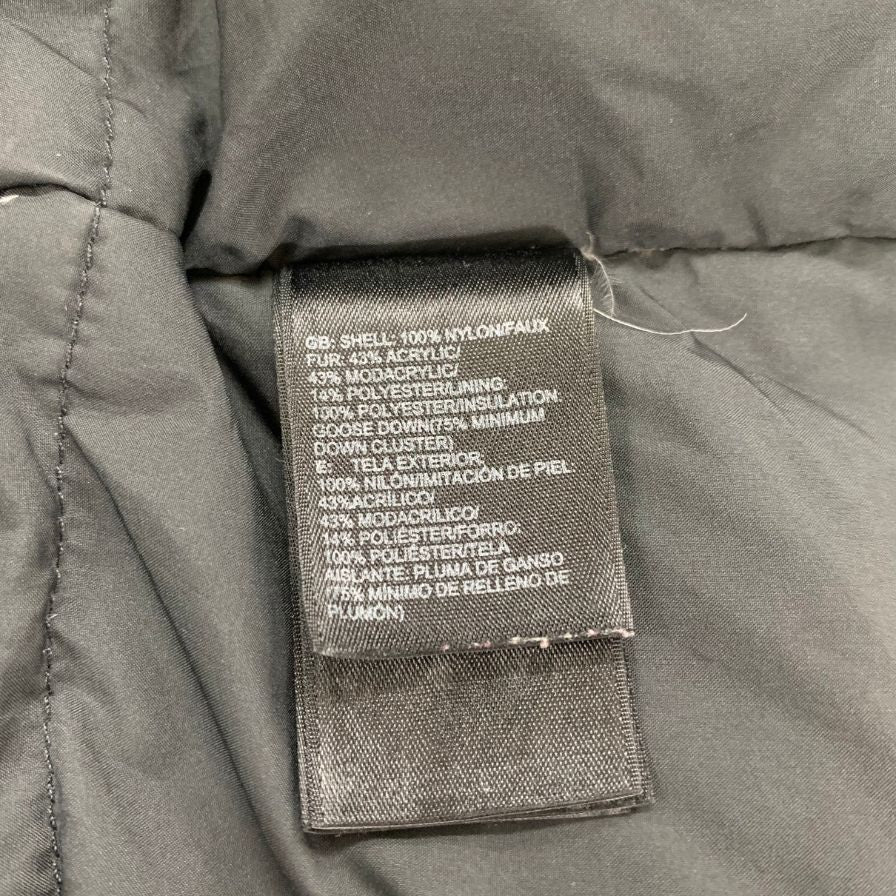 GB: SHELL: 100% NYLON/FAUX
FUR: 43% ACRYLIC/
43% MODACRYLIC/
14% POLYESTER/LINING:
100% POLYESTER/INSULATION:
GOOSE DOWN(75% MINIMUM
DOWN CLUSTER)
E: TELA EXTERIOR,
100% NILÓN/IMITACIÓN DE PIEL.
43%ACRÍLICO/
43% MODACRILICO/
14% POLIÉSTER/FORRO:
100% POLIÉSTER/TELA
AISLANTE. PLUMA DE GANSO
(75% MÍNIMO DE RELLENO DE
PLUMÓN)